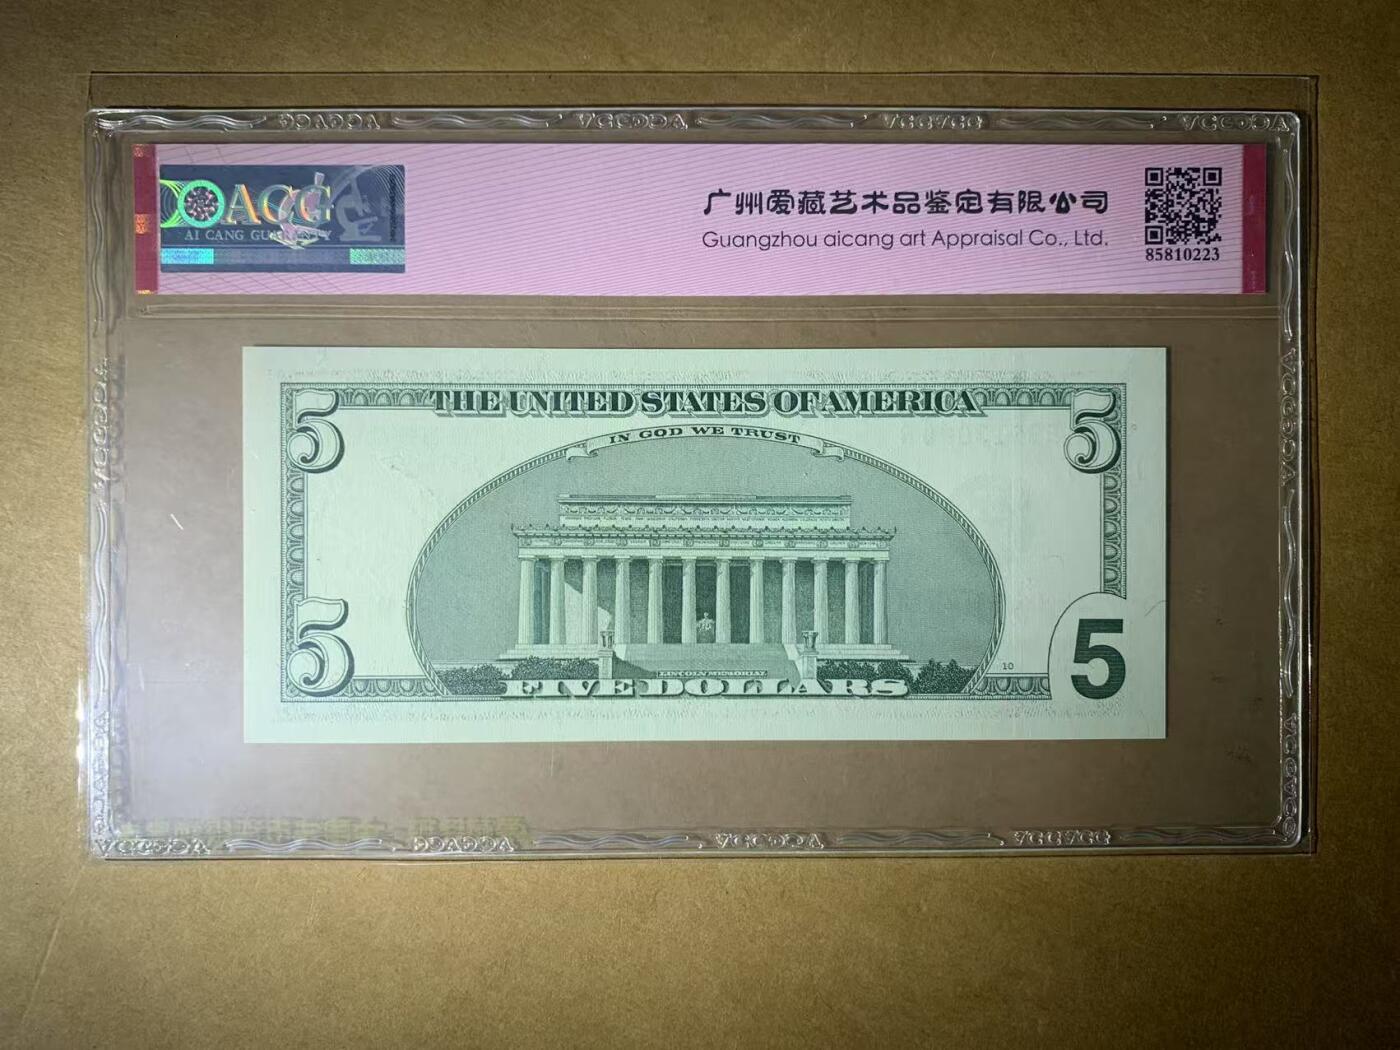 ACG
AI CANG GUARANTY
广州爱藏艺术品鉴定有限公司
Guangzhou aicang art Appraisal Co., Ltd.
85810223
THE UNITED STATES OF AMERICA
IN GOD WE TRUST
5
5
5
5
10
LINCOLN MEMORIAL
FIVE DOLLARS